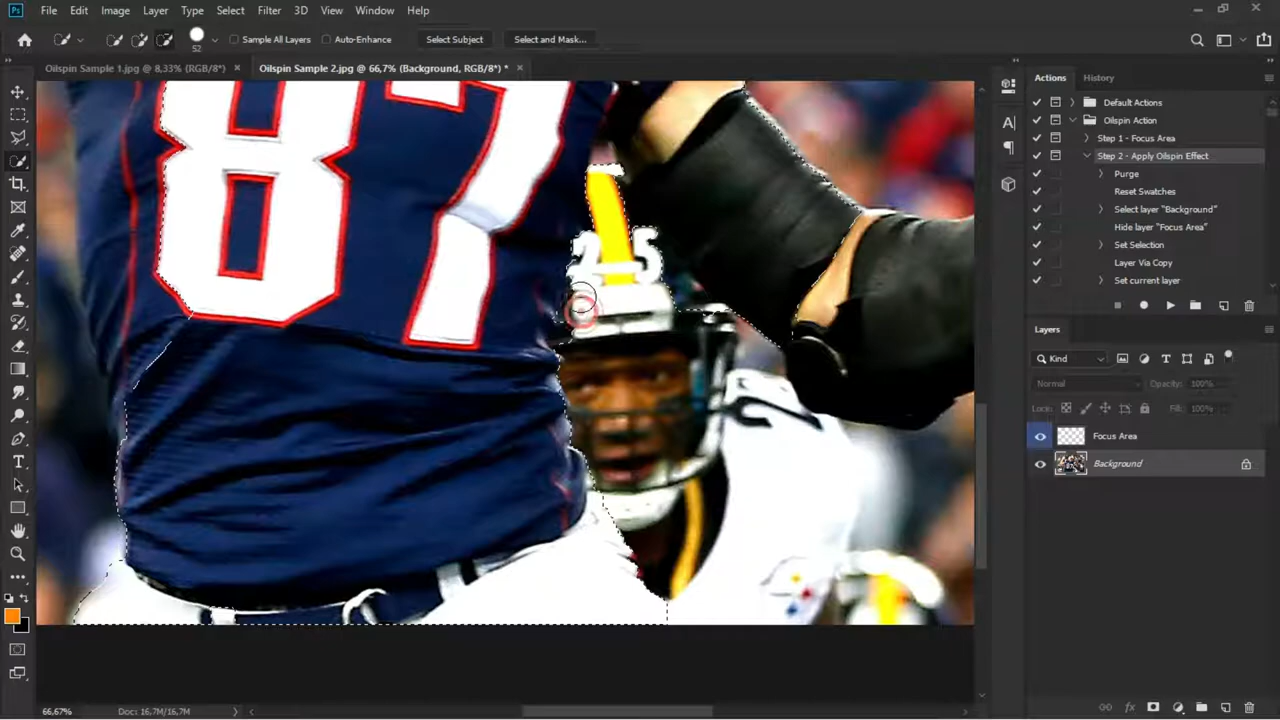 Ps File Edit Image Layer Type Select Filter 3D View Window Help
52 Sample All Layers Auto-Enhance Select Subject Select and Mask...
Oilspin Sample 1.jpg @ 8,33% (RGB/8*) × Oilspin Sample 2.jpg @ 66,7% (Background, RGB/8*) * ×
87
25
2
Actions History
Default Actions
Oilspin Action
Step 1 - Focus Area
Step 2 - Apply Oilspin Effect
Purge
Reset Swatches
Select layer "Background"
Hide layer "Focus Area"
Set Selection
Layer Via Copy
Set current layer
Layers
Kind
Normal Opacity: 100%
Lock: Fill: 100%
Focus Area
Background
66,67% Doc: 16,7M/16,7M